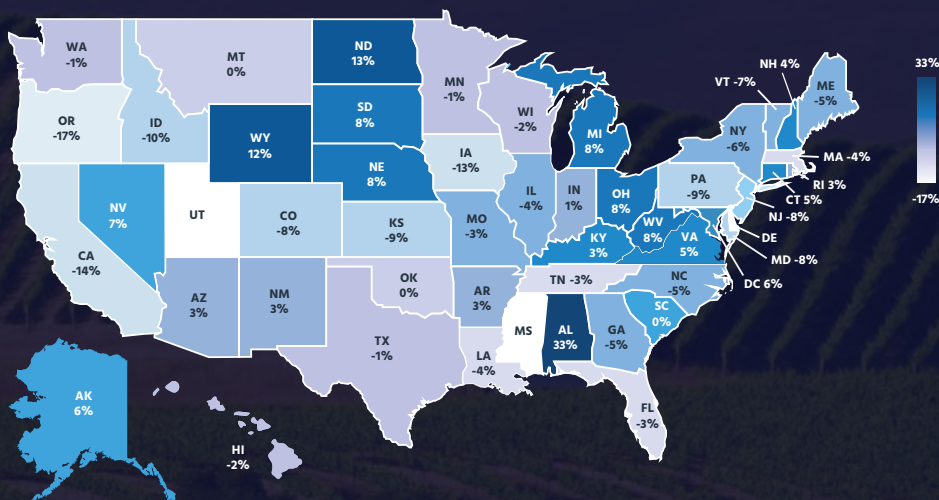 WA
-1%
MT
0%
ND
13%
MN
-1%
NH 4%
VT -7%
ME
-5%
33%
OR
-17%
ID
-10%
WY
12%
SD
8%
WI
-2%
MI
8%
NY
-6%
MA -4%
RI 3%
CT 5%
NJ -8%
-17%
NV
7%
UT
CO
-8%
NE
8%
IA
-13%
IL
-4%
IN
1%
OH
8%
PA
-9%
CA
-14%
KS
-9%
MO
-3%
KY
3%
WV
8%
VA
5%
DE
MD -8%
DC 6%
AZ
3%
NM
3%
OK
0%
AR
3%
TN -3%
NC
-5%
SC
0%
TX
-1%
LA
-4%
MS
AL
33%
GA
-5%
FL
-3%
AK
6%
HI
-2%